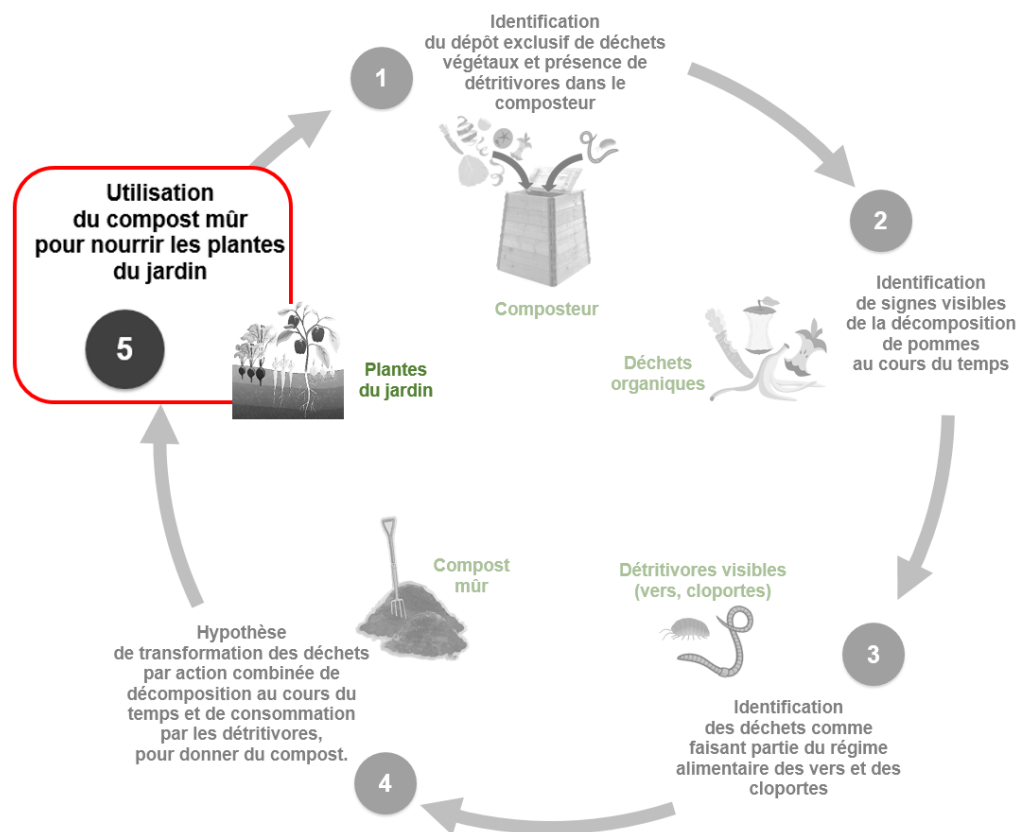 1
Identification
du dépôt exclusif de déchets
végétaux et présence de
détritivores dans le
composteur
Composteur
2
Identification
de signes visibles
de la décomposition
de pommes
au cours du temps
Déchets
organiques
3
Détritivores visibles
(vers, cloportes)
Identification
des déchets comme
faisant partie du régime
alimentaire des vers et des
cloportes
4
Compost
mûr
Hypothèse
de transformation des déchets
par action combinée de
décomposition au cours du
temps et de consommation
par les détritivores,
pour donner du compost.
Utilisation
du compost mûr
pour nourrir les plantes
du jardin
5
Plantes
du jardin